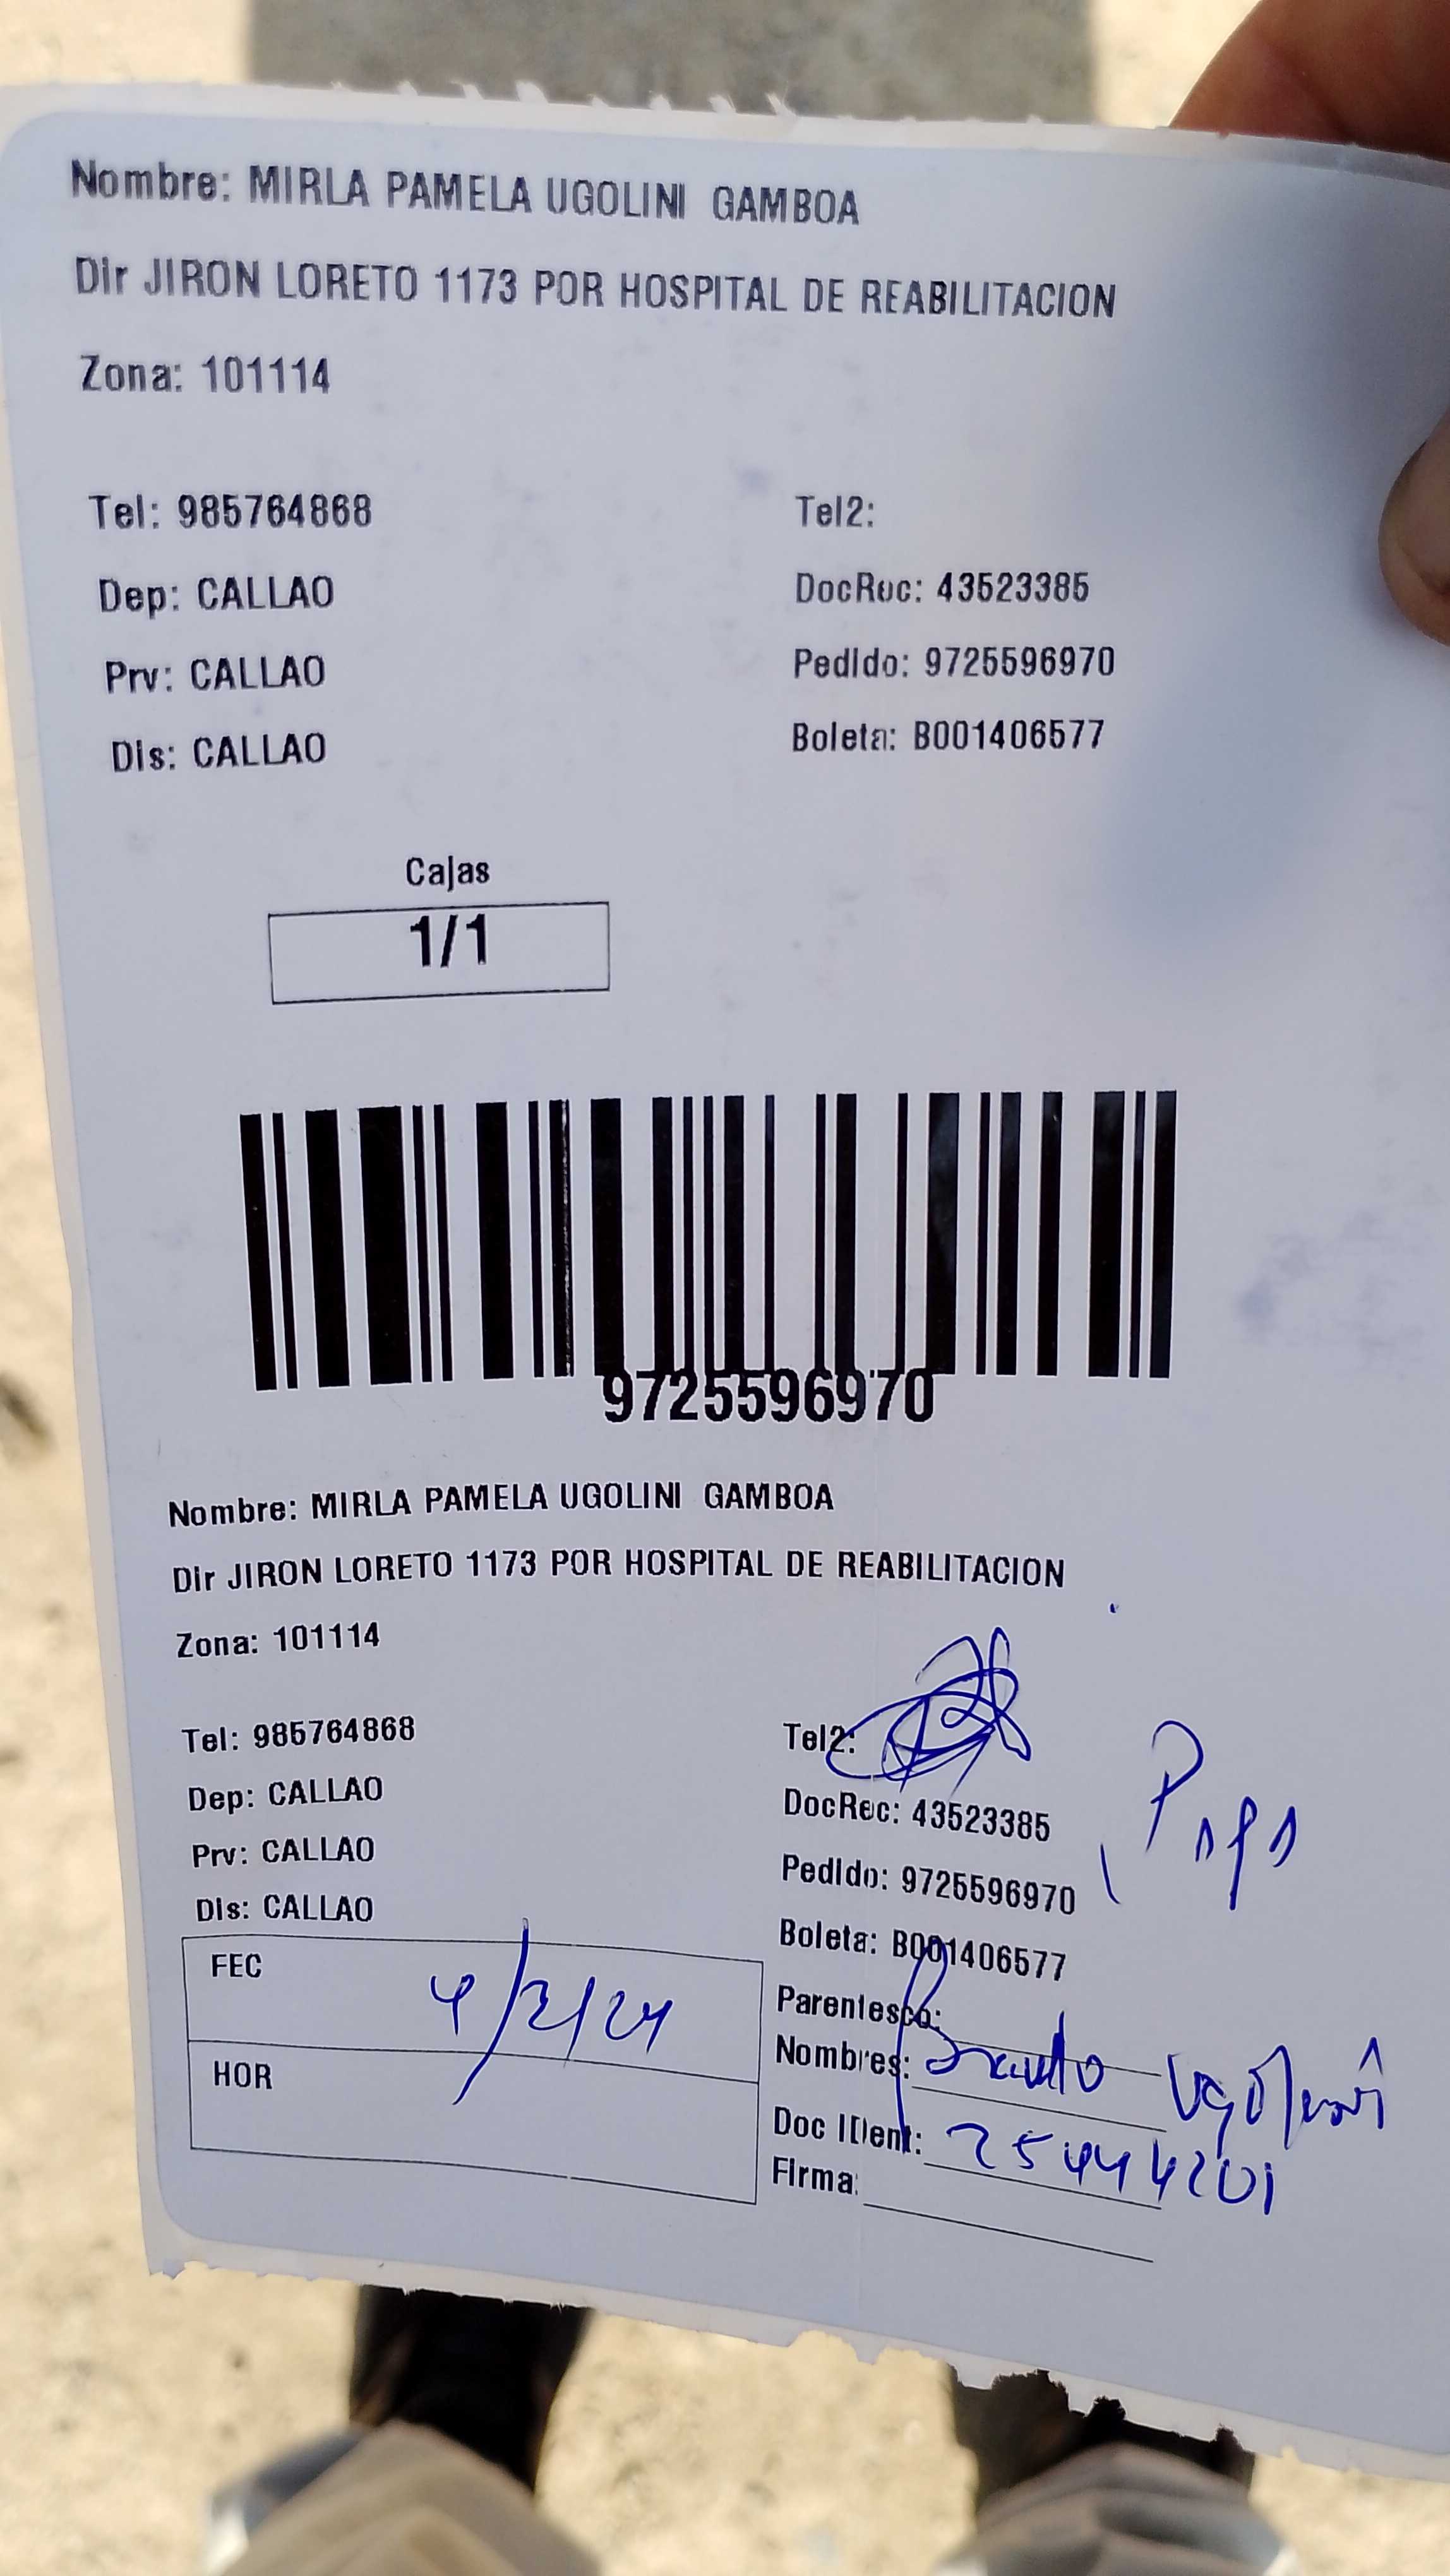 Nombre: MIRLA PAMELA UGOLINI GAMBOA
Dir JIRON LORETO 1173 POR HOSPITAL DE REABILITACION
Zona: 101114
Tel: 985764868
Tel2:
Dep: CALLAO
DocRec: 43523385
Prv: CALLAO
Pedido: 9725596970
Dis: CALLAO
Boleta: B001406577
Cajas
1/1
9725596970
Nombre: MIRLA PAMELA UGOLINI GAMBOA
Dir JIRON LORETO 1173 POR HOSPITAL DE REABILITACION
Zona: 101114
Tel: 985764868
Tel2:
Dep: CALLAO
DocRec: 43523385
Papa
Prv: CALLAO
Pedido: 9725596970
Dis: CALLAO
Boleta: B001406577
FEC 4/3/24
Parentesco:
Nombres: Ugolini
HOR
Doc IDent: 25444201
Firma: